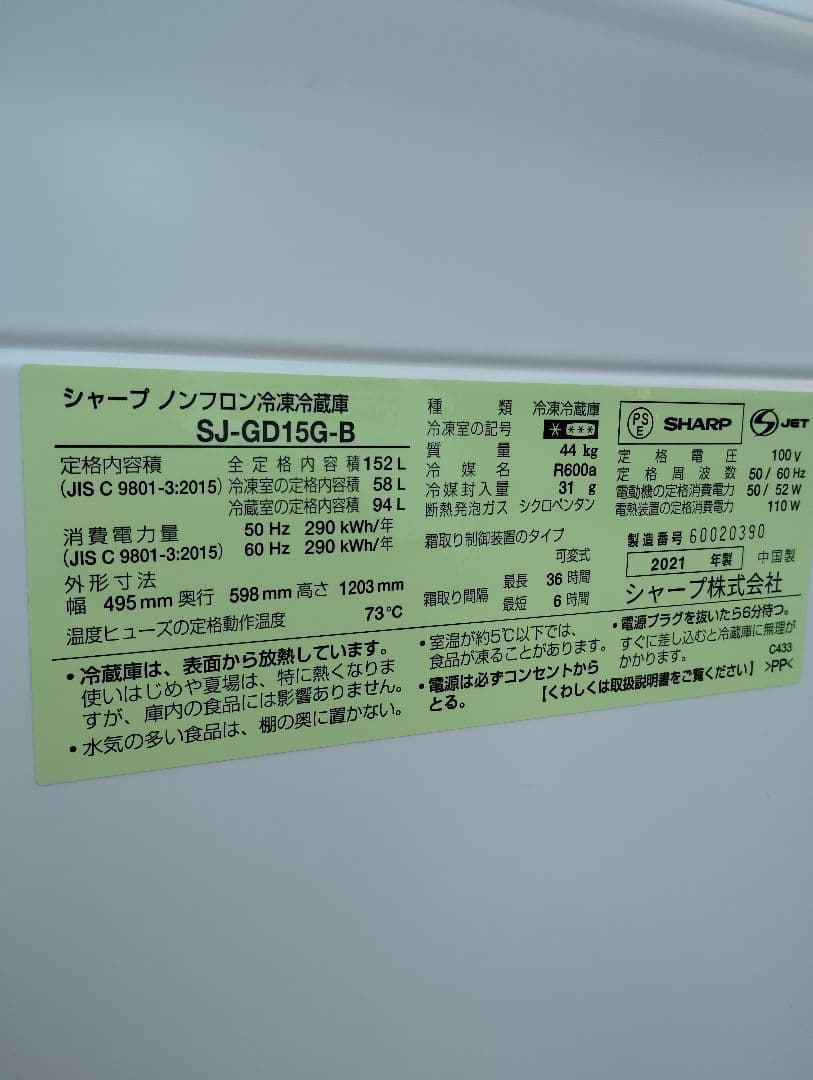 シャープ ノンフロン冷凍冷蔵庫
SJ-GD15G-B
定格内容積 全定格内容積 152 L
(JIS C 9801-3:2015) 冷凍室の定格内容積 58 L
冷蔵室の定格内容積 94 L
消費電力量 50 Hz 290 kWh/年
(JIS C 9801-3:2015) 60 Hz 290 kWh/年
外形寸法
幅 495 mm 奥行 598 mm 高さ 1203 mm
温度ヒューズの定格動作温度 73℃
種類 冷凍冷蔵庫
冷凍室の記号 * ***
質量 44 kg
冷媒名 R600a
冷媒封入量 31 g
断熱発泡ガス シクロペンタン
霜取り制御装置のタイプ
可変式
霜取り間隔 最長 36 時間
最短 6 時間
PS E SHARP S JET
定格電圧 100 V
定格周波数 50 / 60 Hz
電動機の定格消費電力 50 / 52 W
電熱装置の定格消費電力 110 W
製造番号 60020390
2021 年製 中国製
シャープ株式会社
・冷蔵庫は、表面から放熱しています。
使いはじめや夏場は、特に熱くなりま
すが、庫内の食品には影響ありません。
・水気の多い食品は、棚の奥に置かない。
・室温が約5℃以下では、
食品が凍ることがあります。
・電源は必ずコンセントから
とる。
・電源プラグを抜いたら6分待つ。
すぐに差し込むと冷蔵庫に無理が
かかります。
C433
【くわしくは取扱説明書をご覧ください】 >PP<